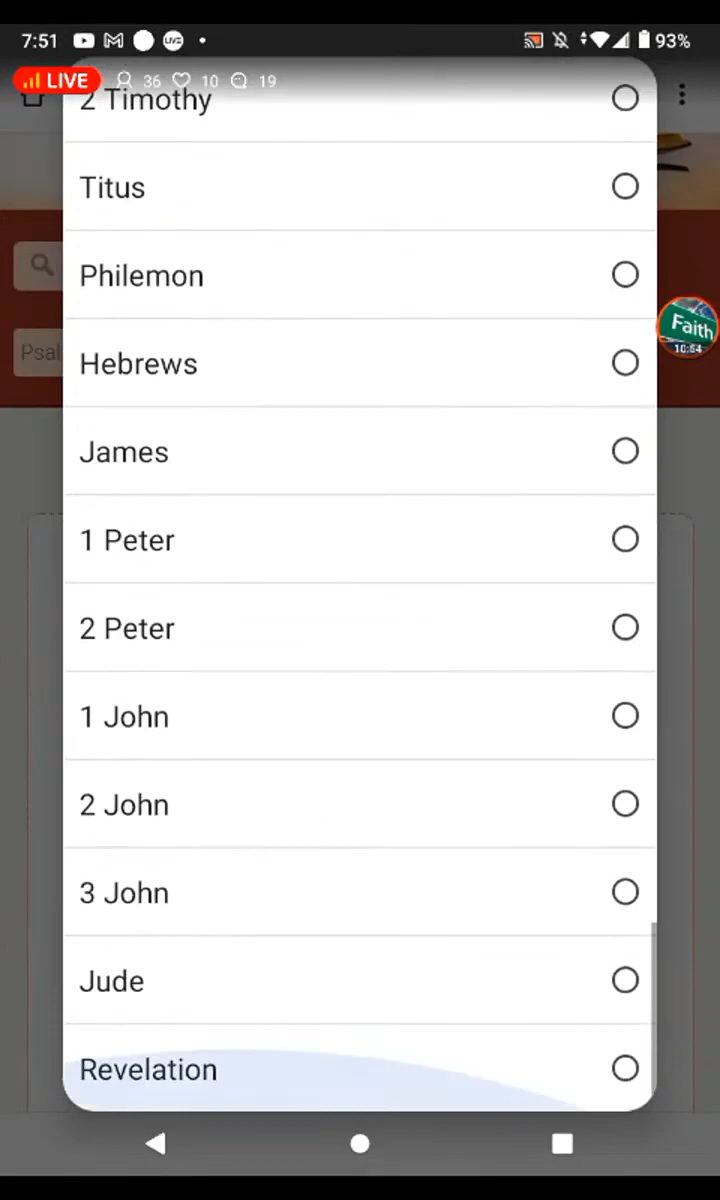 7:51 LIVE 93%
LIVE 36 10 19
2 Timothy
Titus
Philemon
Faith
10:54
Psal
Hebrews
James
1 Peter
2 Peter
1 John
2 John
3 John
Jude
Revelation